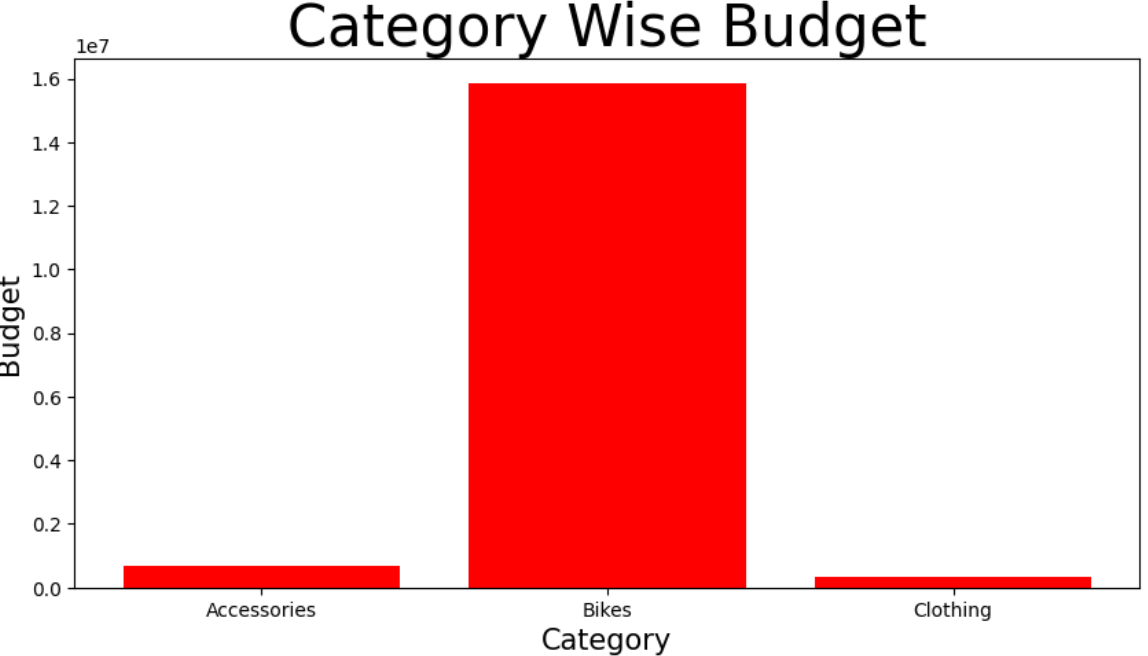 Category Wise Budget
1e7
1.6
1.4
1.2
1.0
0.8
0.6
0.4
0.2
0.0
Budget
Accessories
Bikes
Clothing
Category